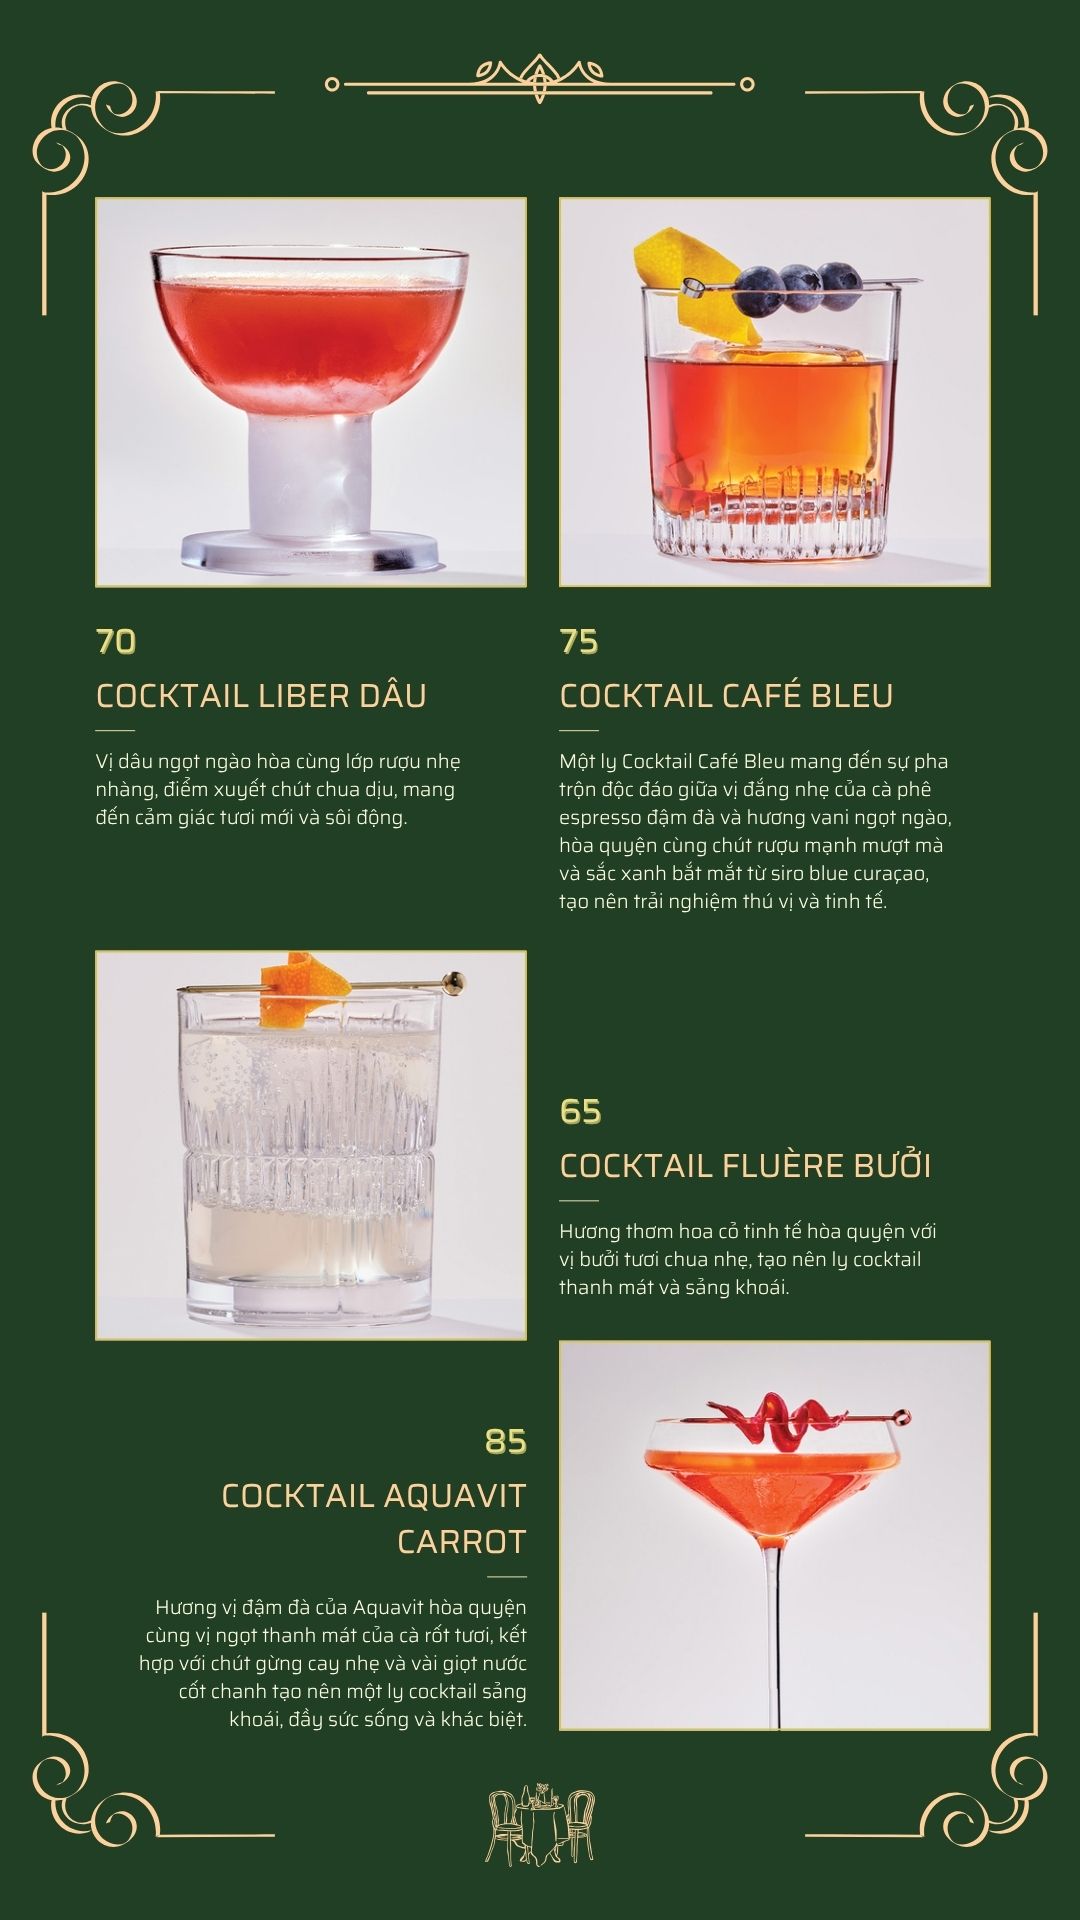 70
COCKTAIL LIBER DÂU
Vị dâu ngọt ngào hòa cùng lớp rượu nhẹ
nhàng, điểm xuyết chút chua dịu, mang
đến cảm giác tươi mới và sôi động.
75
COCKTAIL CAFÉ BLEU
Một ly Cocktail Café Bleu mang đến sự pha
trộn độc đáo giữa vị đắng nhẹ của cà phê
espresso đậm đà và hương vani ngọt ngào,
hòa quyện cùng chút rượu mạnh mượt mà
và sắc xanh bắt mắt từ siro blue curaçao,
tạo nên trải nghiệm thú vị và tinh tế.
65
COCKTAIL FLUÈRE BƯỞI
Hương thơm hoa cỏ tinh tế hòa quyện với
vị bưởi tươi chua nhẹ, tạo nên ly cocktail
thanh mát và sảng khoái.
85
COCKTAIL AQUAVIT
CARROT
Hương vị đậm đà của Aquavit hòa quyện
cùng vị ngọt thanh mát của cà rốt tươi, kết
hợp với chút gừng cay nhẹ và vài giọt nước
cốt chanh tạo nên một ly cocktail sảng
khoái, đầy sức sống và khác biệt.